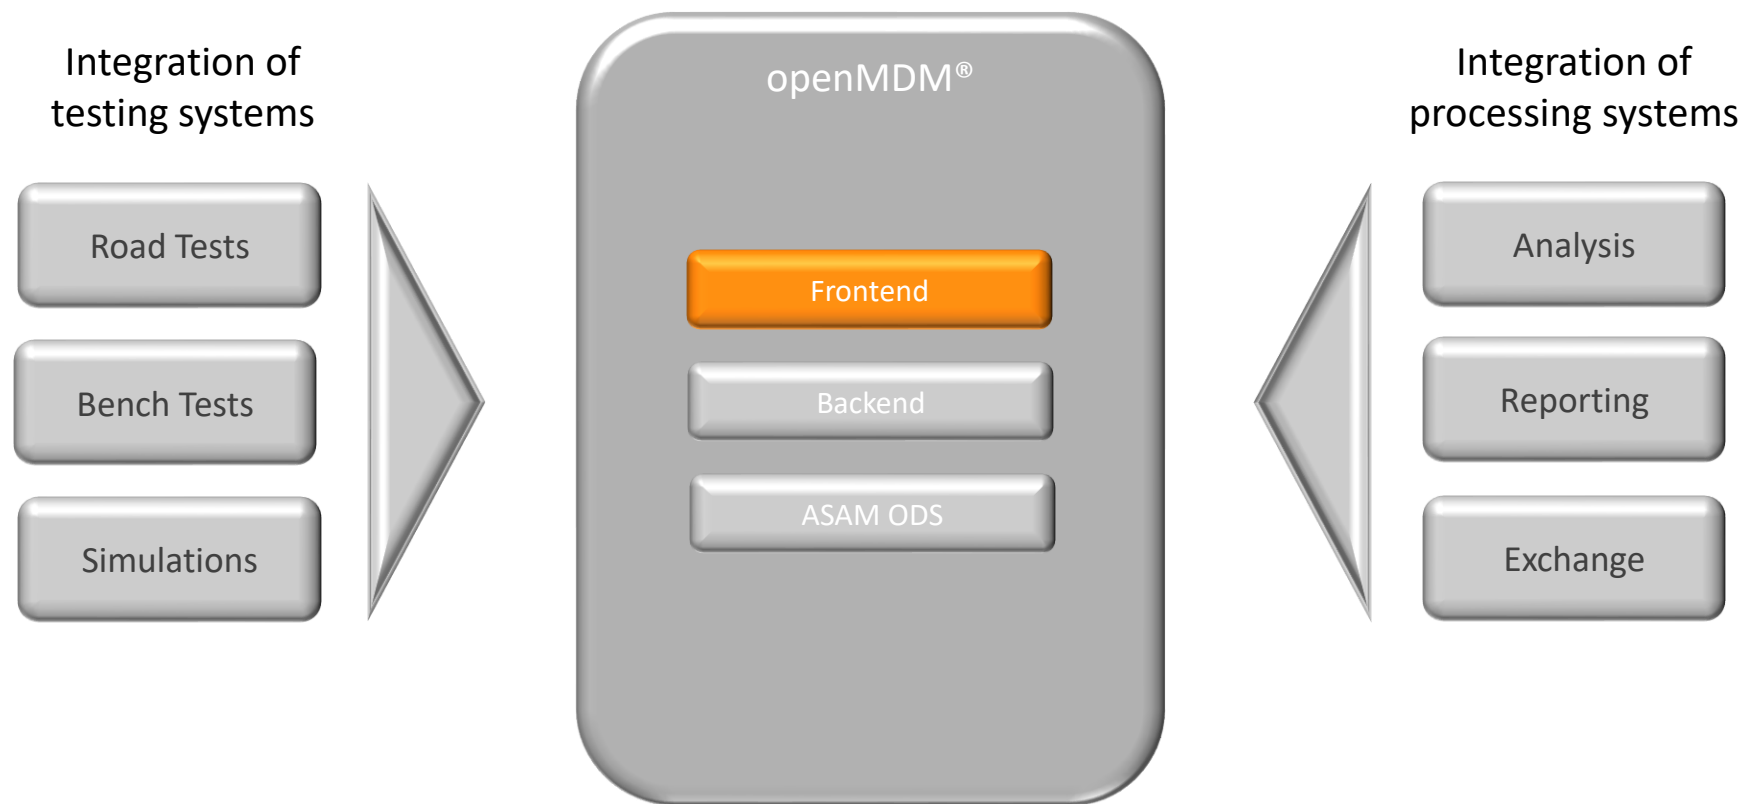 Integration of
testing systems
Road Tests
Bench Tests
Simulations
openMDM®
Frontend
Backend
ASAM ODS
Integration of
processing systems
Analysis
Reporting
Exchange